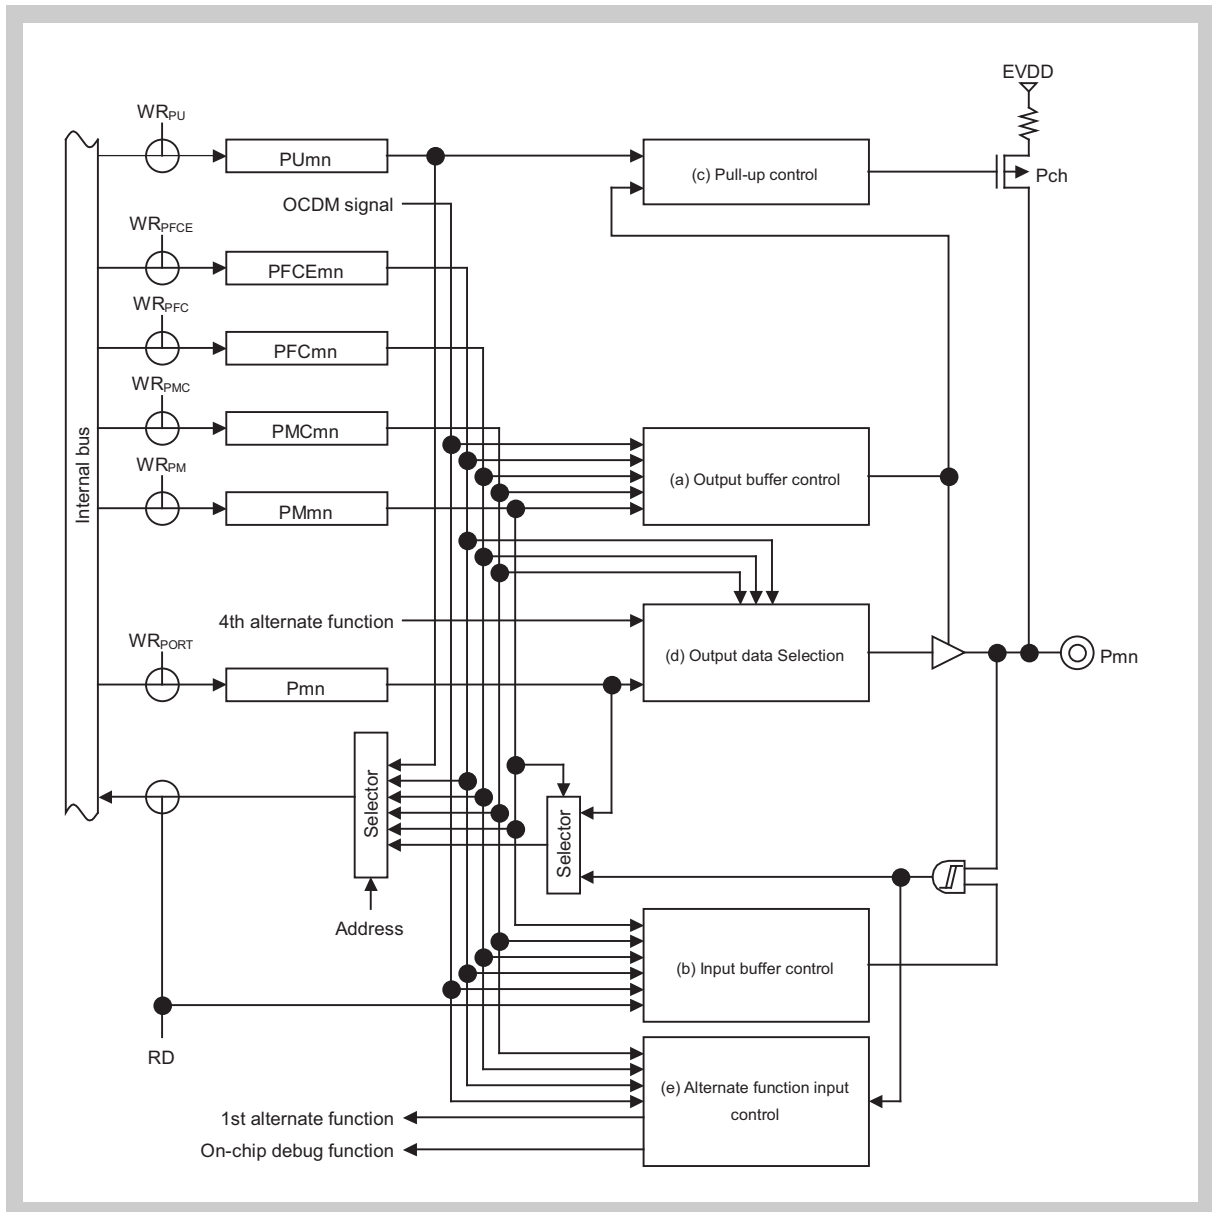 EVDD
WRPU
PUmn
(c) Pull-up control
Pch
OCDM signal
WRPFCE
PFCEmn
WRPFC
PFCmn
WRPMC
PMCmn
Internal bus
WRPM
PMmn
(a) Output buffer control
4th alternate function
WRPORT
Pmn
(d) Output data Selection
Pmn
Selector
Selector
Address
(b) Input buffer control
RD
(e) Alternate function input
control
1st alternate function
On-chip debug function